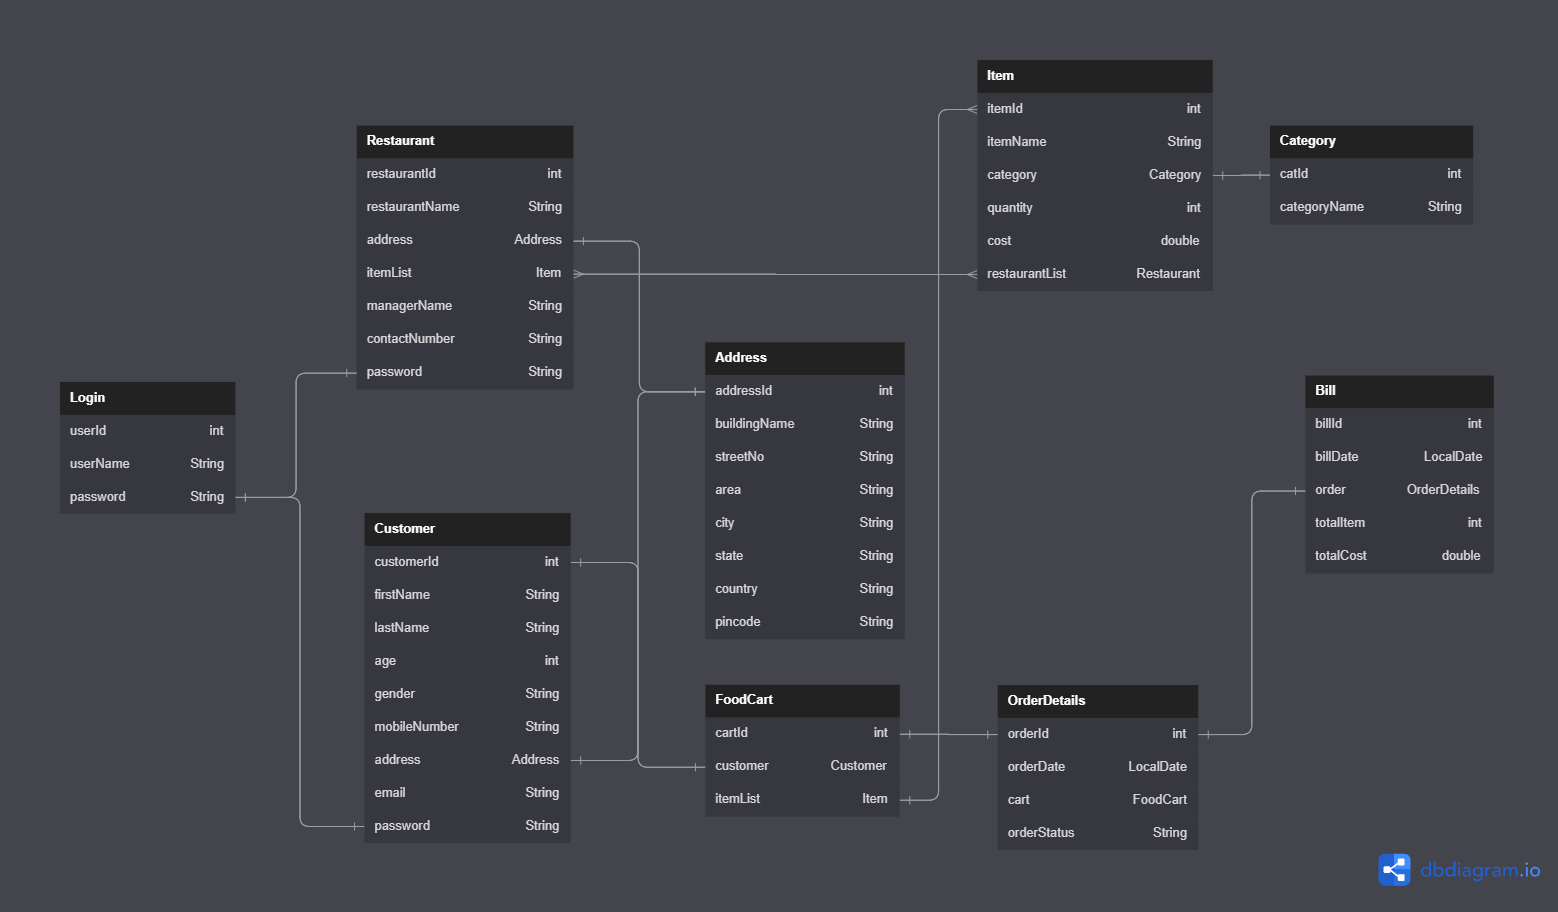 Item
itemId int
itemName String
category Category
quantity int
cost double
restaurantList Restaurant
Restaurant
restaurantId int
restaurantName String
address Address
itemList Item
managerName String
contactNumber String
password String
Category
catId int
categoryName String
Address
addressId int
buildingName String
streetNo String
area String
city String
state String
country String
pincode String
Login
userId int
userName String
password String
Bill
billId int
billDate LocalDate
order OrderDetails
totalItem int
totalCost double
Customer
customerId int
firstName String
lastName String
age int
gender String
mobileNumber String
address Address
email String
password String
FoodCart
cartId int
customer Customer
itemList Item
OrderDetails
orderId int
orderDate LocalDate
cart FoodCart
orderStatus String
dbdiagram.io